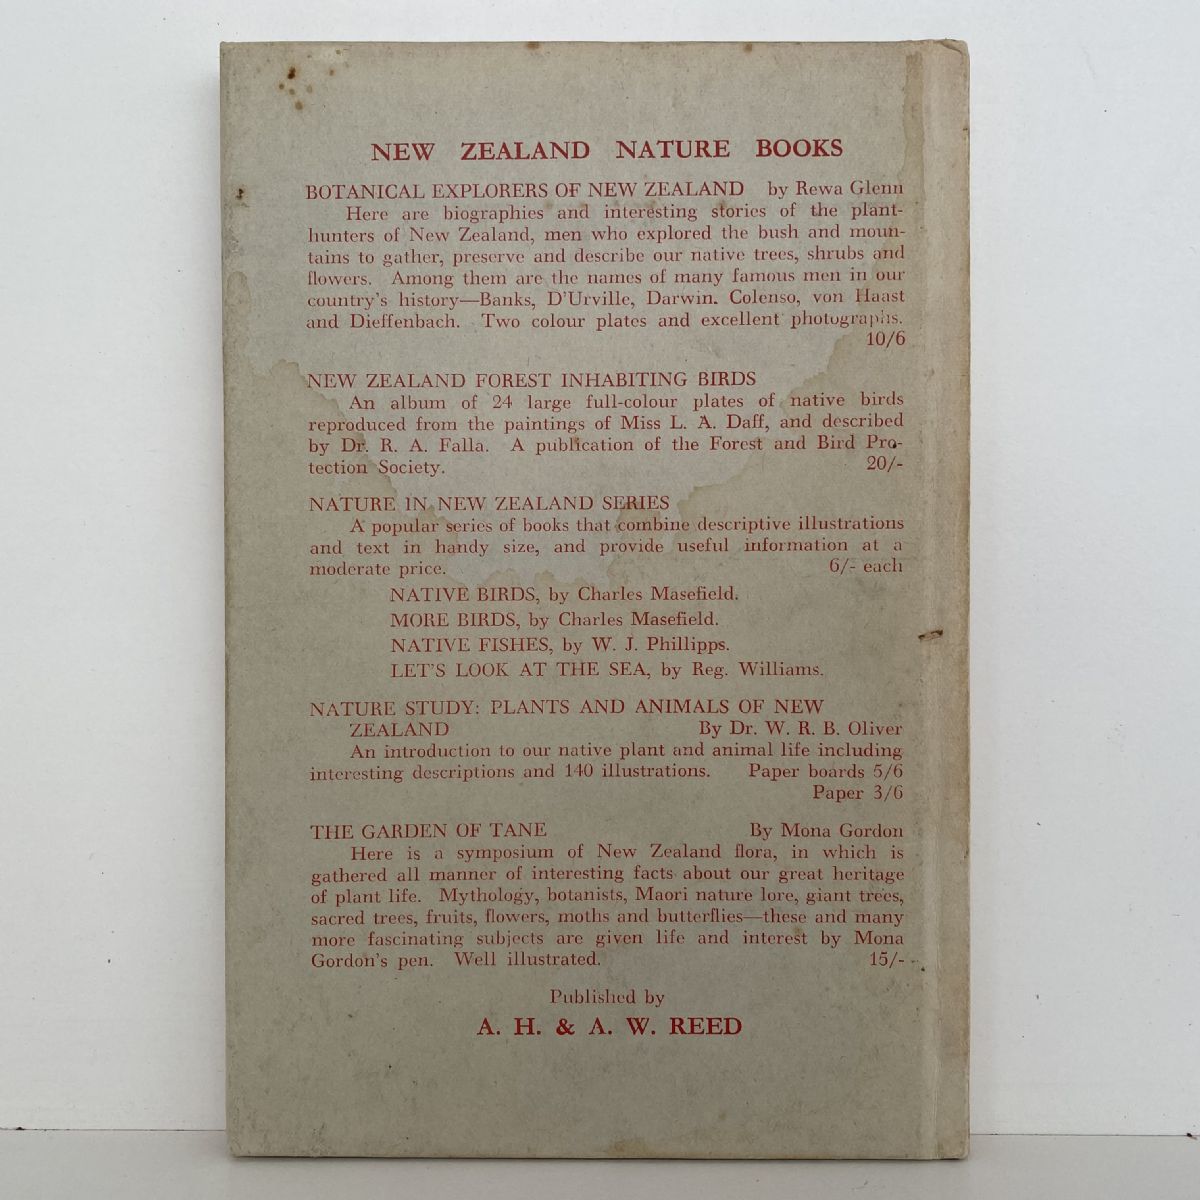 NEW ZEALAND NATURE BOOKS
BOTANICAL EXPLORERS OF NEW ZEALAND by Rewa Glenn
Here are biographies and interesting stories of the plant-
hunters of New Zealand, men who explored the bush and moun-
tains to gather, preserve and describe our native trees, shrubs and
flowers. Among them are the names of many famous men in our
country's history—Banks, D'Urville, Darwin. Colenso, von Haast
and Dieffenbach. Two colour plates and excellent photographs.
10/6
NEW ZEALAND FOREST INHABITING BIRDS
An album of 24 large full-colour plates of native birds
reproduced from the paintings of Miss L. A. Daff, and described
by Dr. R. A. Falla. A publication of the Forest and Bird Pro-
tection Society. 20/-
NATURE IN NEW ZEALAND SERIES
A popular series of books that combine descriptive illustrations
and text in handy size, and provide useful information at a
moderate price. 6/- each
NATIVE BIRDS, by Charles Masefield.
MORE BIRDS, by Charles Masefield.
NATIVE FISHES, by W. J. Phillipps.
LET'S LOOK AT THE SEA, by Reg. Williams.
NATURE STUDY: PLANTS AND ANIMALS OF NEW
ZEALAND By Dr. W. R. B. Oliver
An introduction to our native plant and animal life including
interesting descriptions and 140 illustrations. Paper boards 5/6
Paper 3/6
THE GARDEN OF TANE By Mona Gordon
Here is a symposium of New Zealand flora, in which is
gathered all manner of interesting facts about our great heritage
of plant life. Mythology, botanists, Maori nature lore, giant trees,
sacred trees, fruits, flowers, moths and butterflies—these and many
more fascinating subjects are given life and interest by Mona
Gordon's pen. Well illustrated. 15/-
Published by
A. H. & A. W. REED